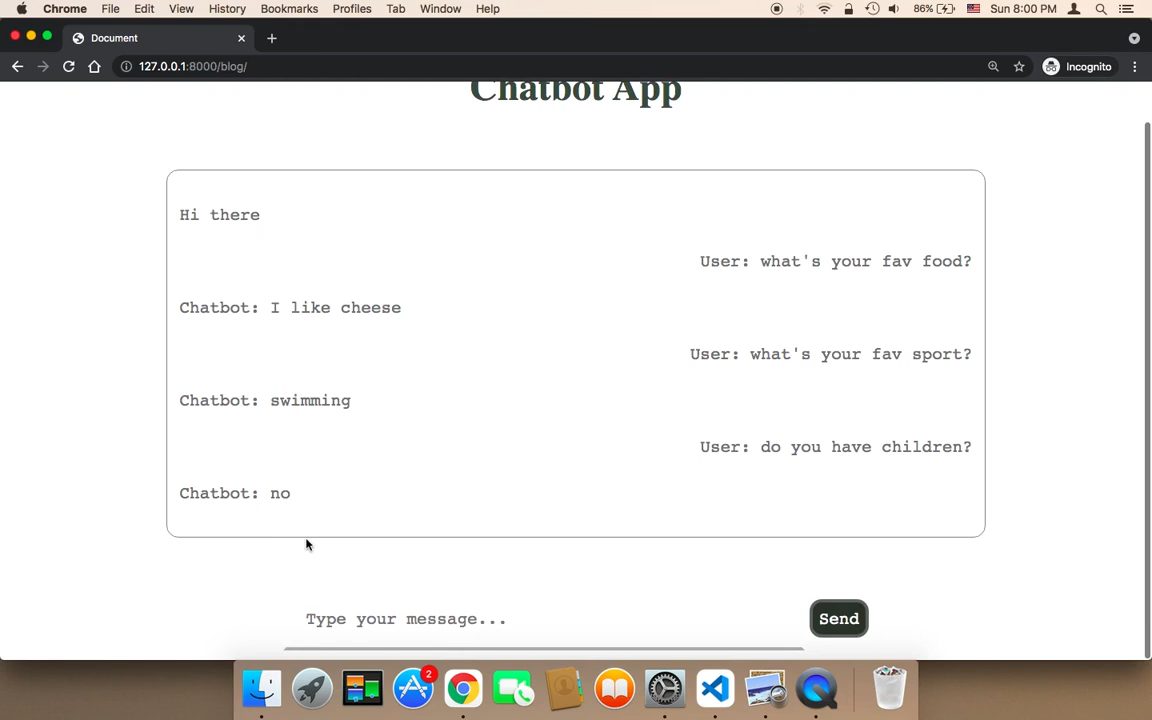 Chrome File Edit View History Bookmarks Profiles Tab Window Help 86% Sun 8:00 PM
Document
127.0.0.1:8000/blog/ Incognito
Chatbot App
Hi there
User: what's your fav food?
Chatbot: I like cheese
User: what's your fav sport?
Chatbot: swimming
User: do you have children?
Chatbot: no
Type your message... Send
2